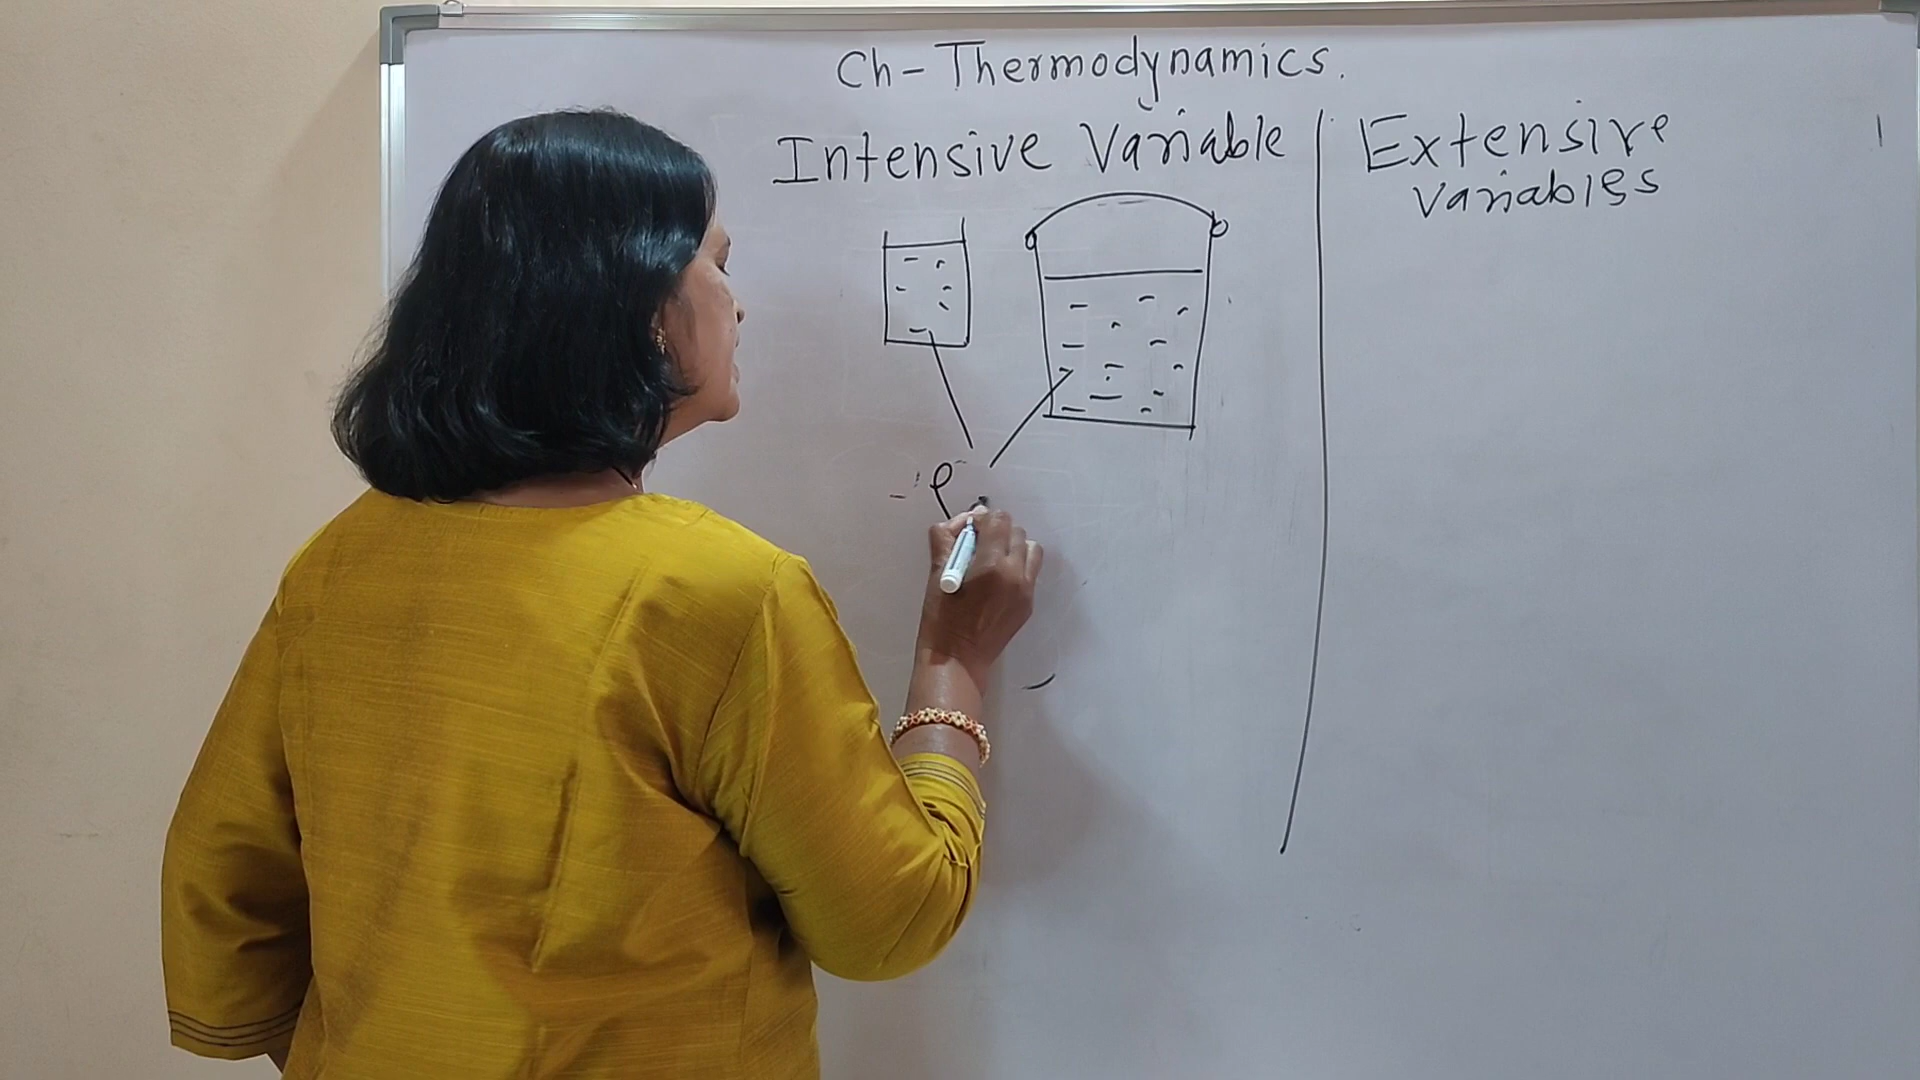 Ch - Thermodynamics.
Intensive Variable
Extensive
variables
ρ